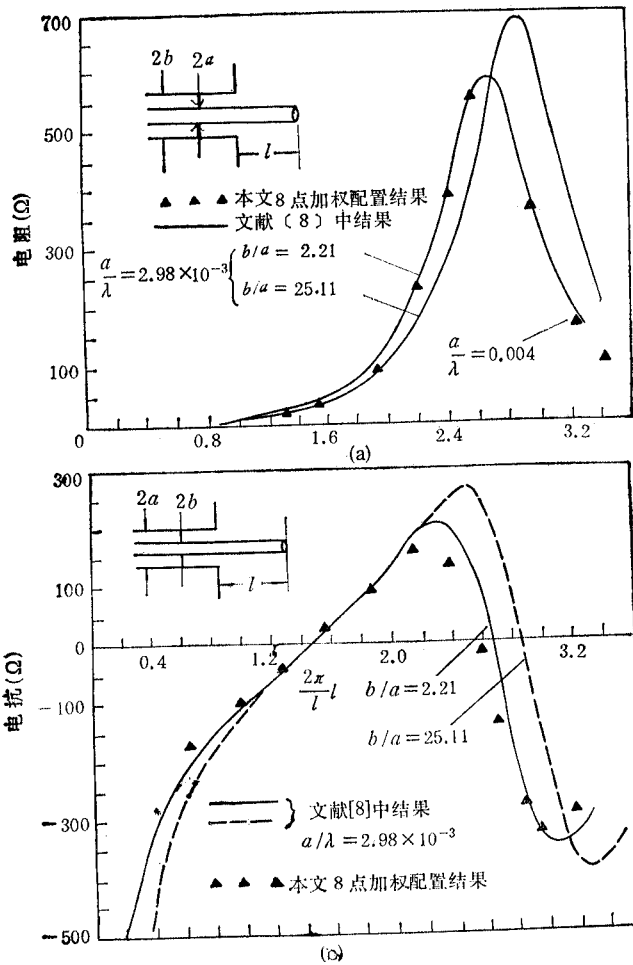 700
500
300
100
0
电阻(Ω)
2b 2a
l
▲ ▲ ▲ 本文8点加权配置结果
文献〔8〕中结果
a/λ=2.98×10⁻³ { b/a = 2.21
b/a = 25.11
a/λ=0.004
0.8 1.6 2.4 3.2
(a)
300
100
0
-100
-300
-500
电抗(Ω)
2a 2b
l
0.4 1.2 2.0 3.2
2π/l l
b/a=2.21
b/a=25.11
文献[8]中结果
a/λ=2.98×10⁻³
▲ ▲ ▲ 本文8点加权配置结果
(b)